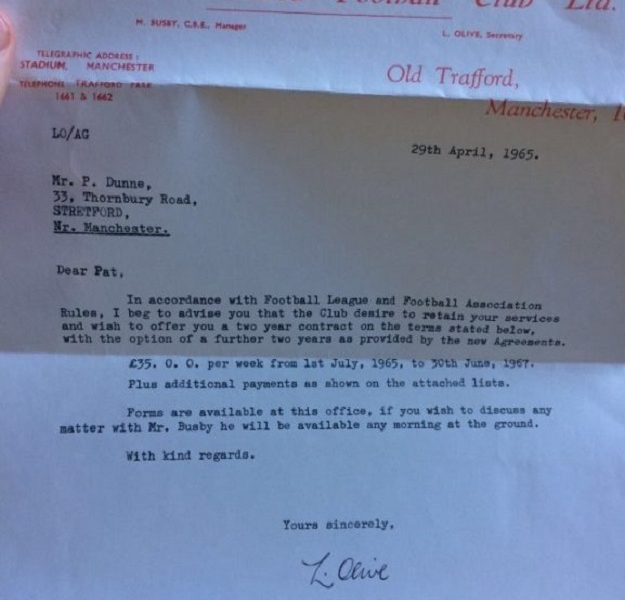 Football Club Ltd.
M. BUSBY, C.B.E., Manager
L. OLIVE, Secretary
TELEGRAPHIC ADDRESS:
STADIUM, MANCHESTER
TELEPHONE TRAFFORD PARK
1661 & 1662
Old Trafford,
Manchester,
LO/AG
29th April, 1965.
Mr. P. Dunne,
33, Thornbury Road,
STRETFORD,
Nr. Manchester.
Dear Pat,
In accordance with Football League and Football Association
Rules, I beg to advise you that the Club desire to retain your services
and wish to offer you a two year contract on the terms stated below,
with the option of a further two years as provided by the new Agreements.
£35. 0. 0. per week from 1st July, 1965, to 30th June, 1967.
Plus additional payments as shown on the attached lists.
Forms are available at this office, if you wish to discuss any
matter with Mr. Busby he will be available any morning at the ground.
With kind regards.
Yours sincerely,
L. Olive